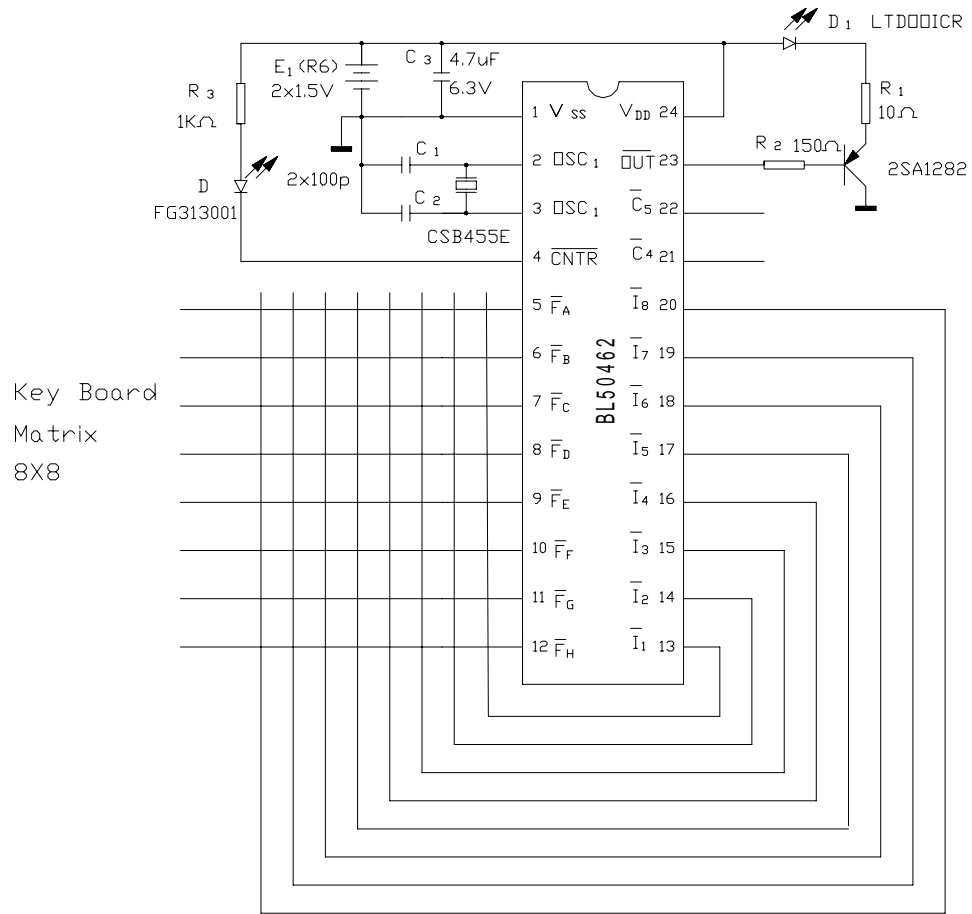 D1 LTD001CR
E1 (R6)
2x1.5V
C3 4.7uF
6.3V
R3
1KΩ
R1
10Ω
1 VSS
VDD 24
C1
2 OSC1
OUT 23
R2 150Ω
2SA1282
D
FG313001
2x100p
C2
3 OSC1
C5 22
CSB455E
4 CNTR
C4 21
5 FA
I8 20
6 FB
I7 19
BL50462
Key Board
Matrix
8X8
7 FC
I6 18
8 FD
I5 17
9 FE
I4 16
10 FF
I3 15
11 FG
I2 14
12 FH
I1 13